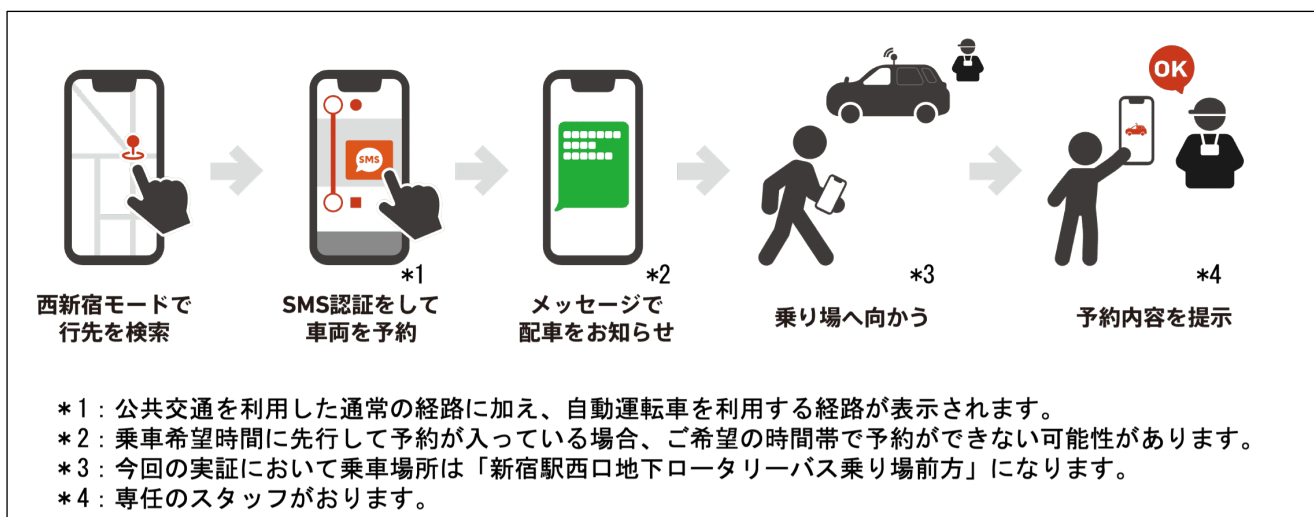 OK
SMS
*1
*2
*3
*4
西新宿モードで
行先を検索
SMS認証をして
車両を予約
メッセージで
配車をお知らせ
乗り場へ向かう
予約内容を提示
*1：公共交通を利用した通常の経路に加え、自動運転車を利用する経路が表示されます。
*2：乗車希望時間に先行して予約が入っている場合、ご希望の時間帯で予約ができない可能性があります。
*3：今回の実証において乗車場所は「新宿駅西口地下ロータリーバス乗り場前方」になります。
*4：専任のスタッフがおります。